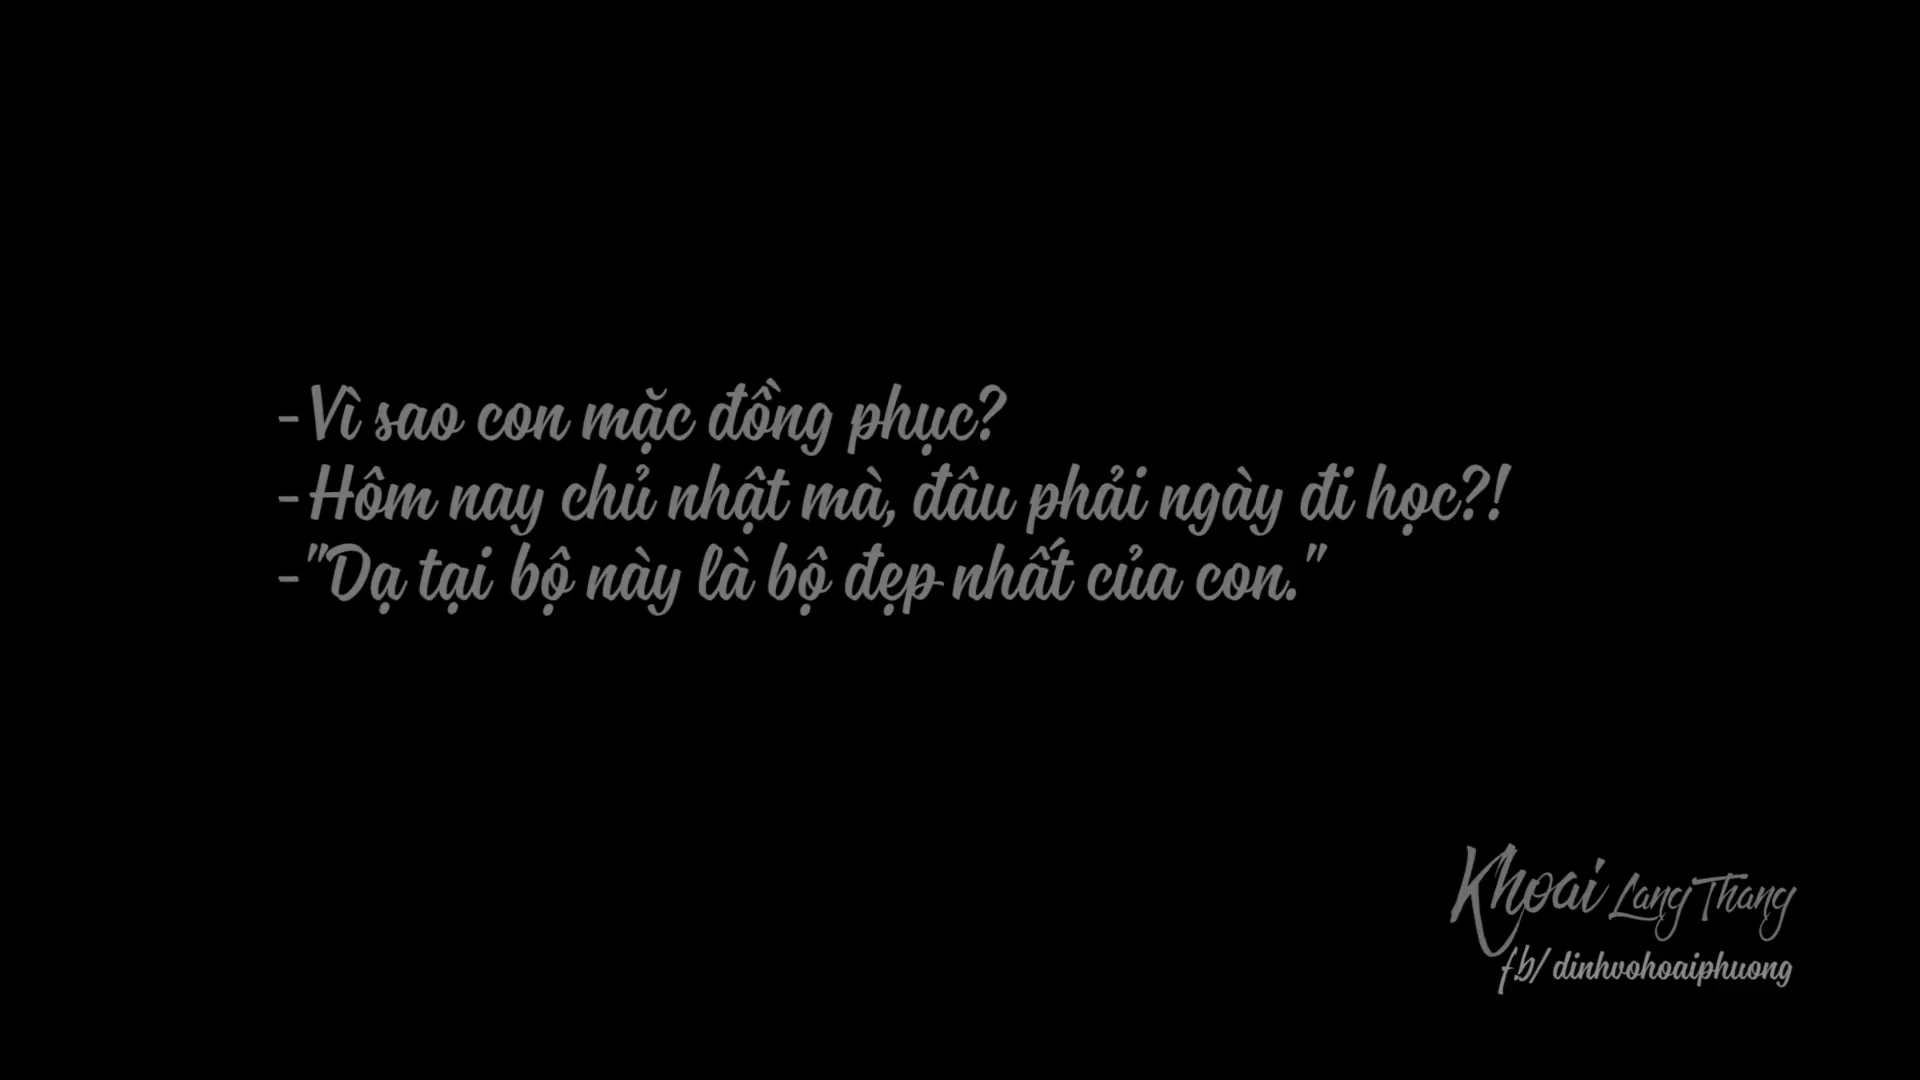 -Vì sao con mặc đồng phục?
-Hôm nay chủ nhật mà, đâu phải ngày đi học?!
-"Dạ tại bộ này là bộ đẹp nhất của con."
Khoai Lang Thang
fb/dinhvohoaiphuong